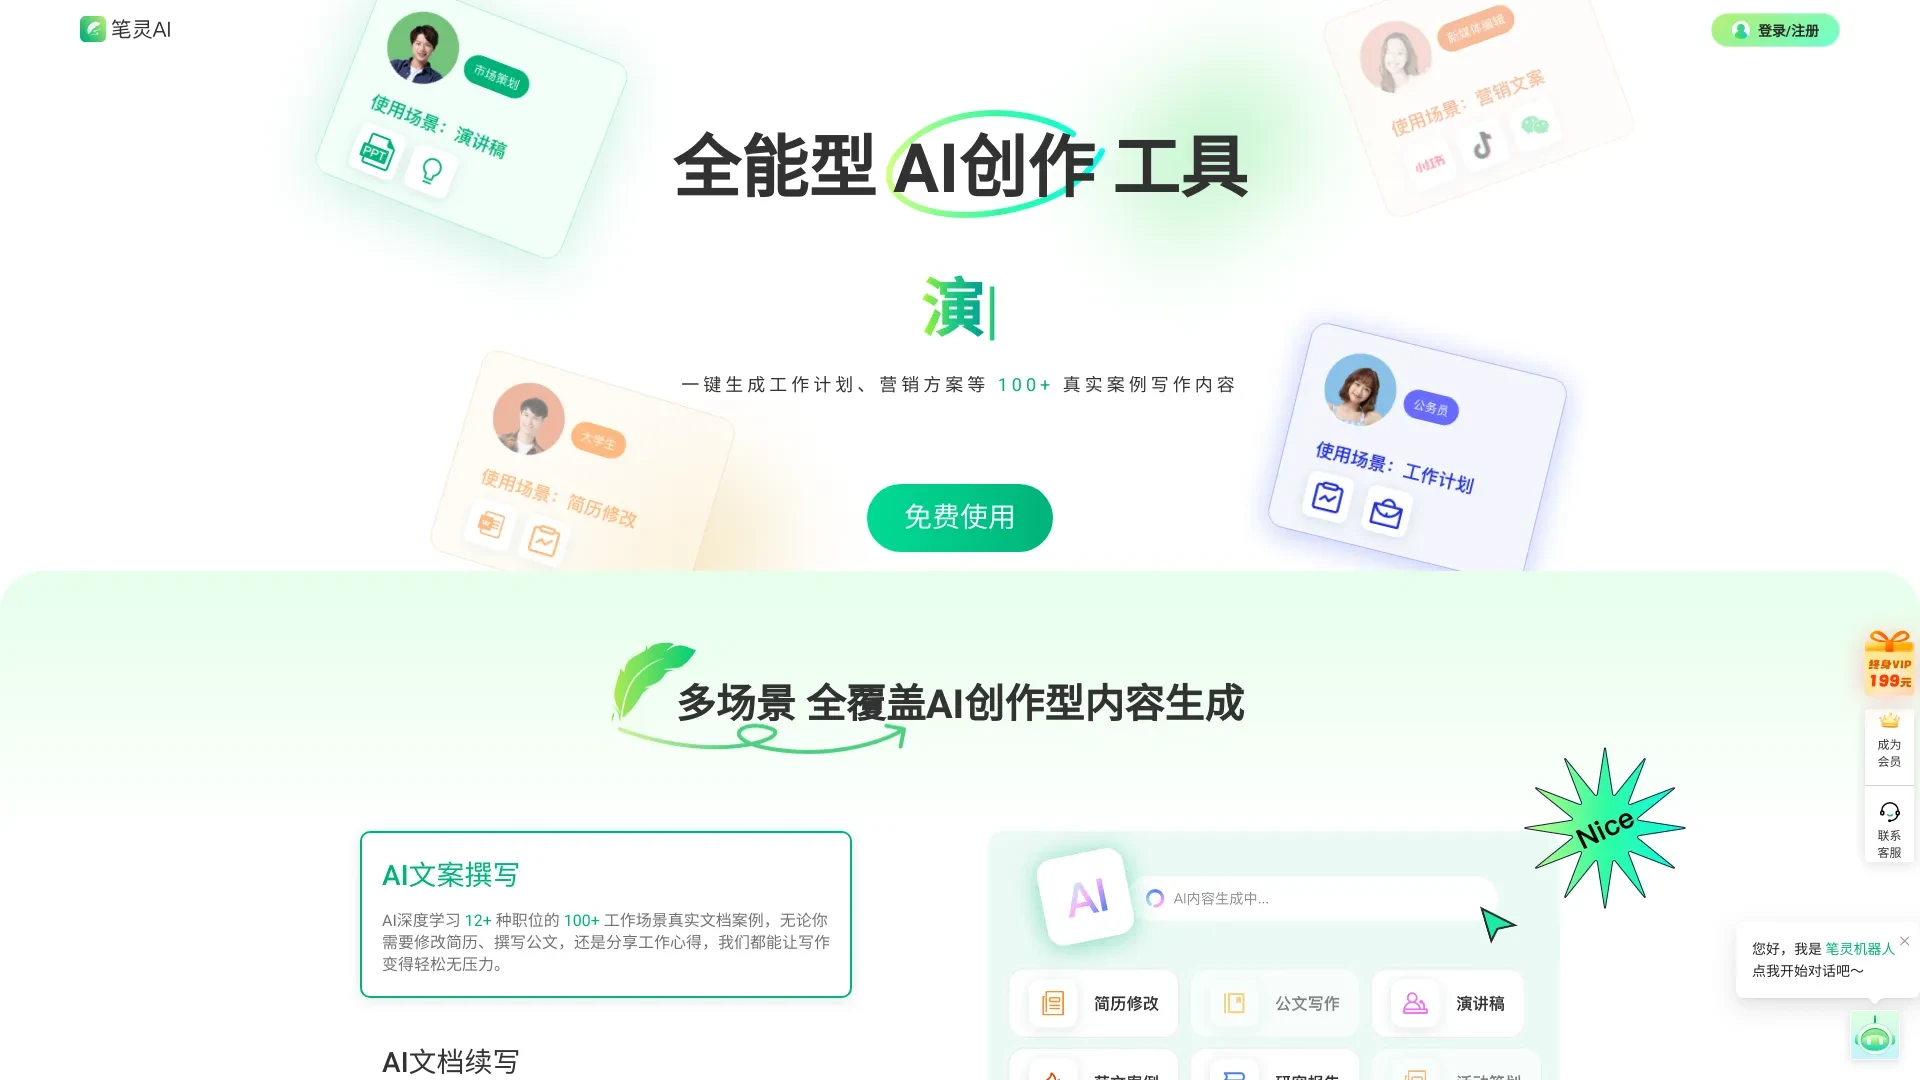 笔灵AI
登录/注册
市场策划
使用场景：演讲稿
PPT
新媒体编辑
使用场景：营销文案
小红书
全能型 AI创作 工具
演
一键生成工作计划、营销方案等 100+ 真实案例写作内容
大学生
使用场景：简历修改
公务员
使用场景：工作计划
免费使用
多场景 全覆盖AI创作型内容生成
终身VIP
199元
成为
会员
联系
客服
Nice
AI文案撰写
AI深度学习 12+ 种职位的 100+ 工作场景真实文档案例，无论你
需要修改简历、撰写公文，还是分享工作心得，我们都能让写作
变得轻松无压力。
AI
AI内容生成中...
简历修改
公文写作
演讲稿
您好，我是 笔灵机器人
点我开始对话吧～
AI文档续写
研究报告
活动策划